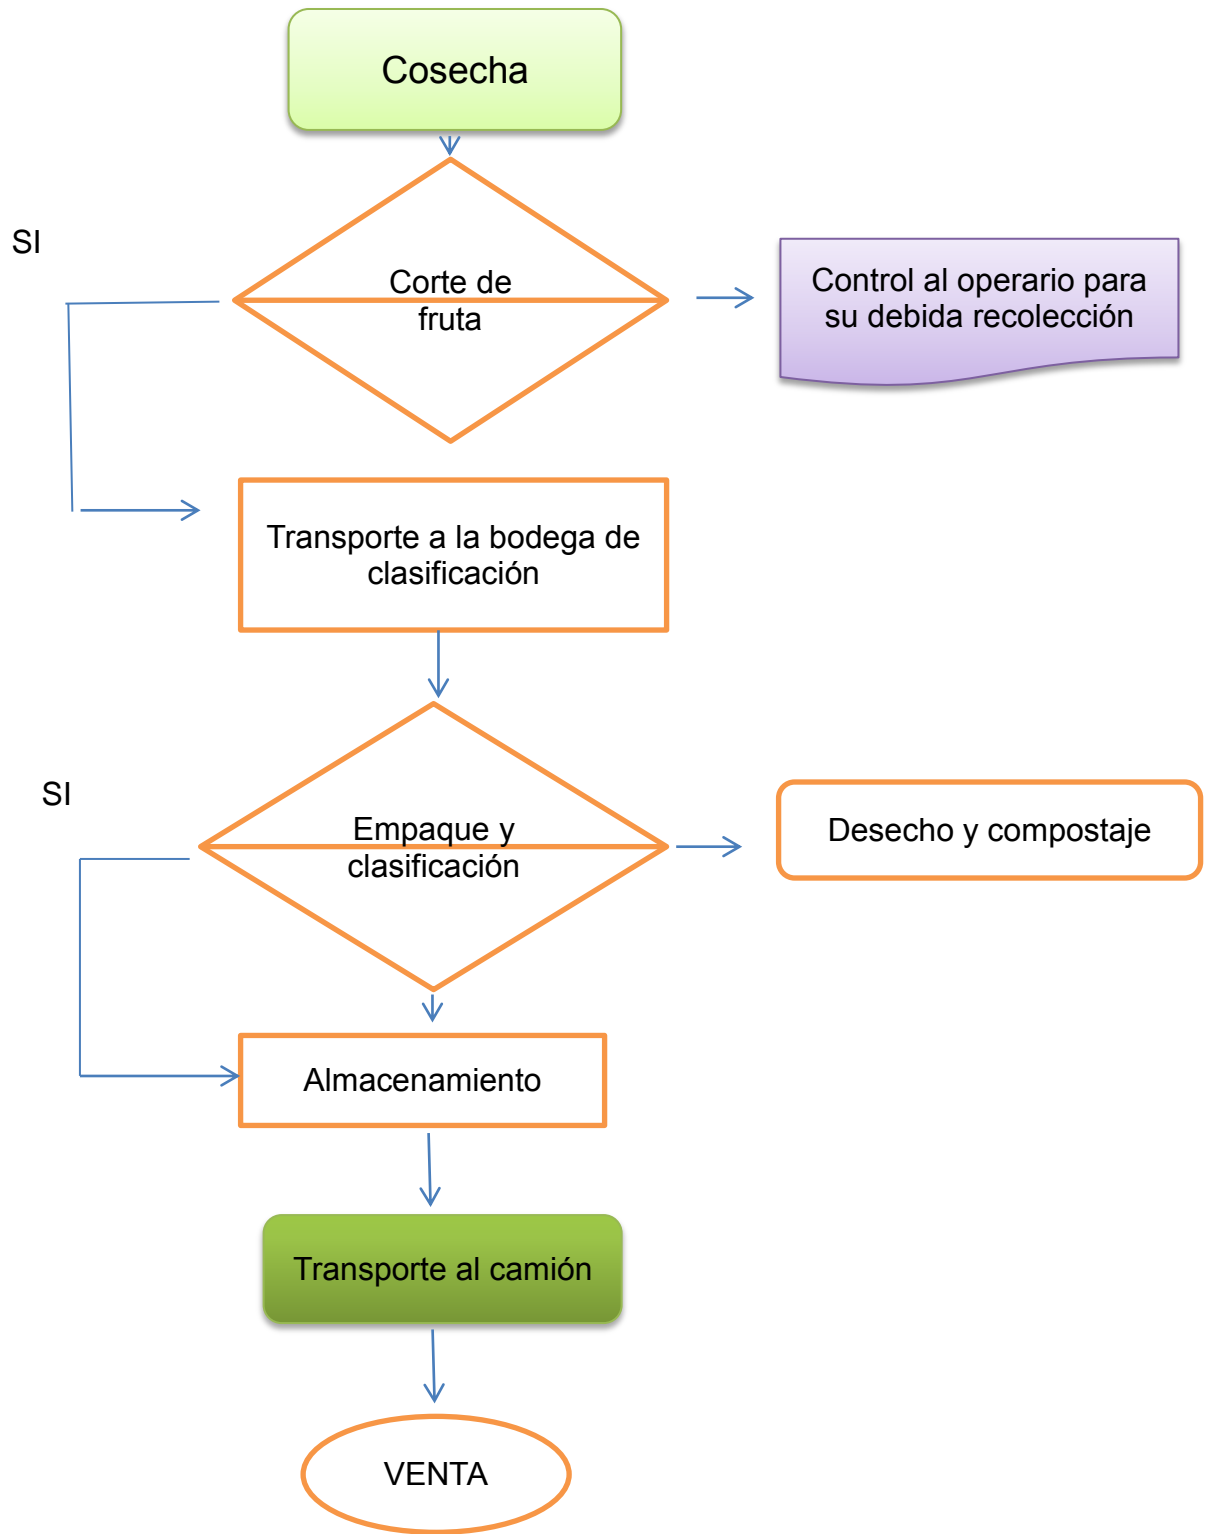 Cosecha
SI
Corte de
fruta
Control al operario para
su debida recolección
Transporte a la bodega de
clasificación
SI
Empaque y
clasificación
Desecho y compostaje
Almacenamiento
Transporte al camión
VENTA